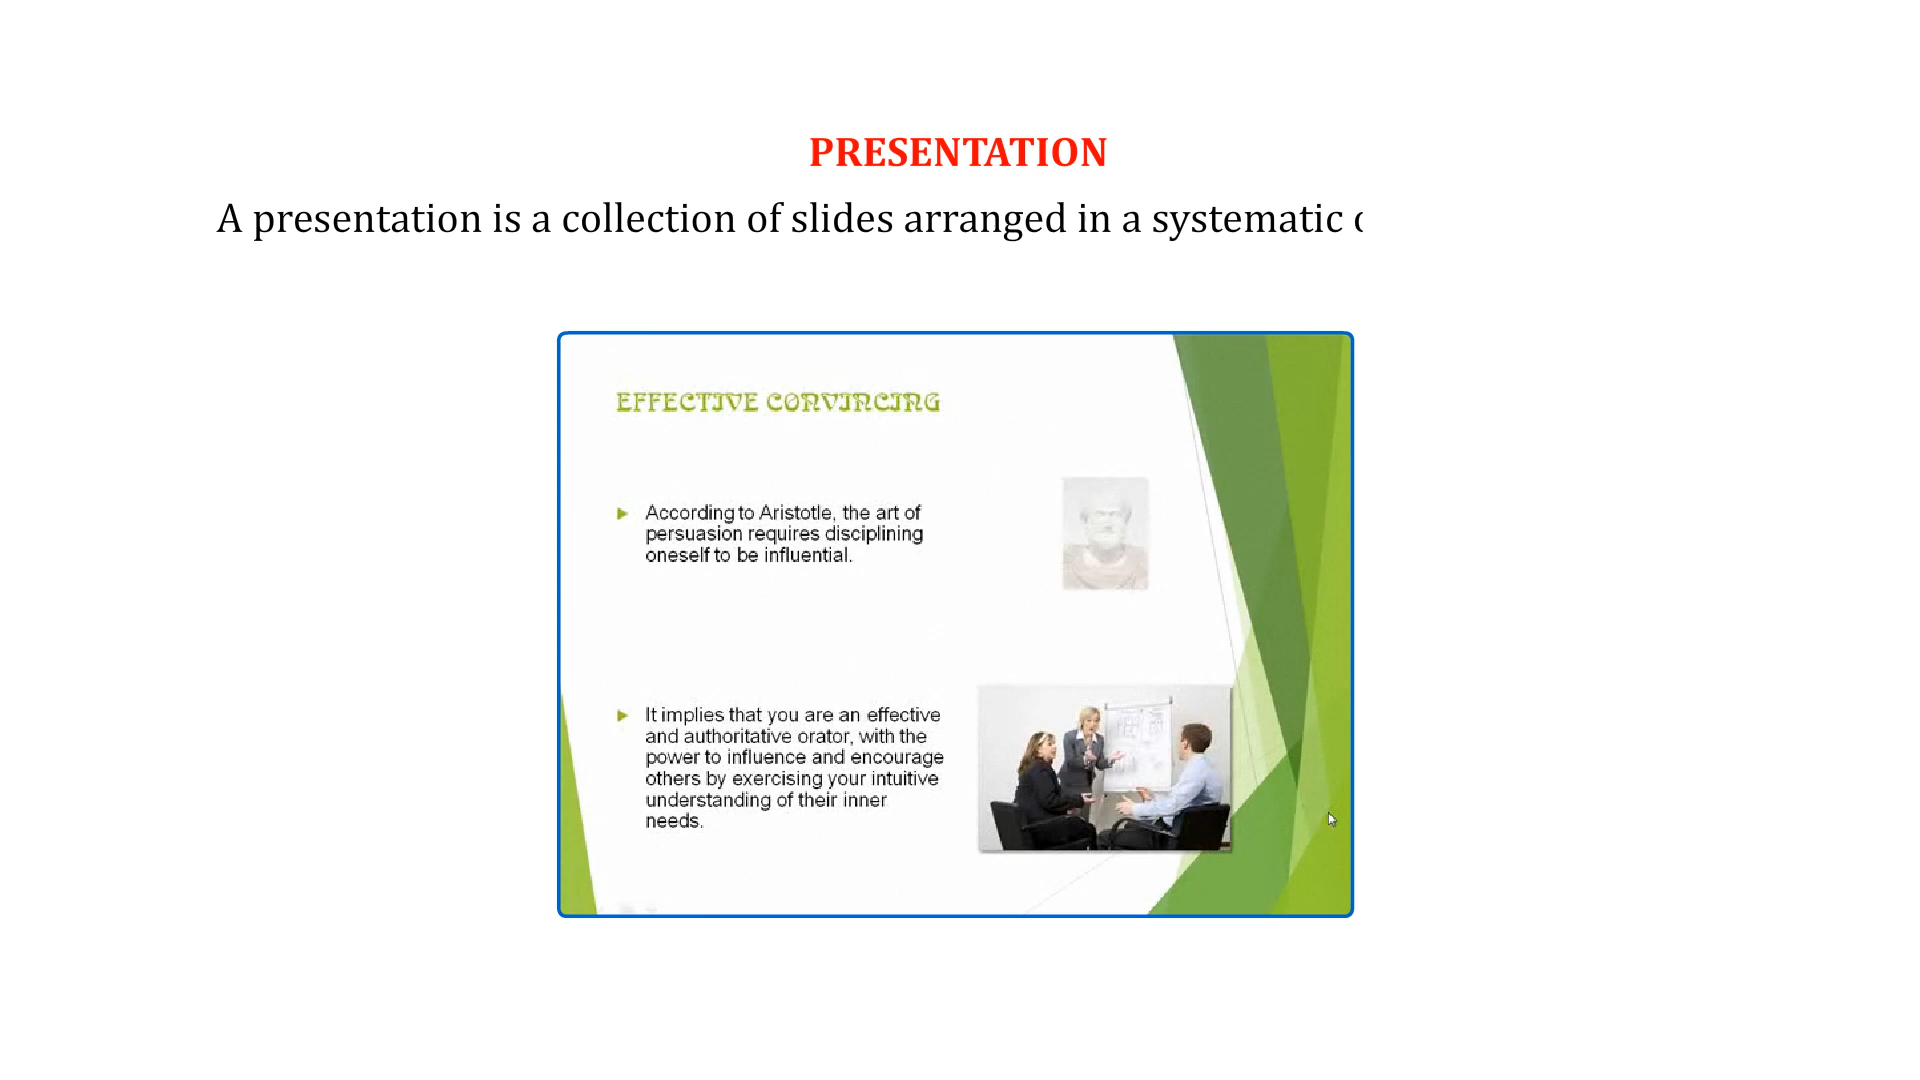 PRESENTATION
A presentation is a collection of slides arranged in a systematic
EFFECTIVE CONVINCING
According to Aristotle, the art of
persuasion requires disciplining
oneself to be influential.
It implies that you are an effective
and authoritative orator, with the
power to influence and encourage
others by exercising your intuitive
understanding of their inner
needs.